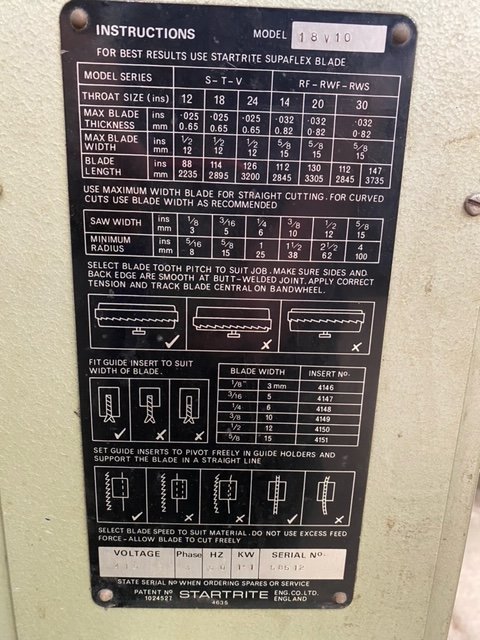 INSTRUCTIONS MODEL 18V10
FOR BEST RESULTS USE STARTRITE SUPAFLEX BLADE
MODEL SERIES S-T-V RF-RWF-RWS
THROAT SIZE (ins) 12 18 24 14 20 30
MAX BLADE THICKNESS ins ·025 ·025 ·025 ·032 ·032 ·032
mm 0.65 0.65 0.65 0.82 0.82 0·82
MAX BLADE WIDTH ins 1/2 1/2 1/2 5/8 5/8 5/8
mm 12 12 12 15 15 15
BLADE LENGTH ins 88 114 126 112 130 112 147
mm 2235 2895 3200 2845 3305 2845 3735
USE MAXIMUM WIDTH BLADE FOR STRAIGHT CUTTING. FOR CURVED
CUTS USE BLADE WIDTH AS RECOMMENDED
SAW WIDTH ins 1/8 3/16 1/4 3/8 1/2 5/8
mm 3 5 6 10 12 15
MINIMUM RADIUS ins 5/16 5/8 1 1 1/2 2 1/2 4
mm 8 15 25 38 62 100
SELECT BLADE TOOTH PITCH TO SUIT JOB. MAKE SURE SIDES AND
BACK EDGE ARE SMOOTH AT BUTT-WELDED JOINT. APPLY CORRECT
TENSION AND TRACK BLADE CENTRAL ON BANDWHEEL.
FIT GUIDE INSERT TO SUIT
WIDTH OF BLADE.
BLADE WIDTH INSERT No.
1/8" 3 mm 4146
3/16 5 4147
1/4 6 4148
3/8 10 4149
1/2 12 4150
5/8 15 4151
SET GUIDE INSERTS TO PIVOT FREELY IN GUIDE HOLDERS AND
SUPPORT THE BLADE IN A STRAIGHT LINE
SELECT BLADE SPEED TO SUIT MATERIAL. DO NOT USE EXCESS FEED
FORCE-ALLOW BLADE TO CUT FREELY
VOLTAGE Phase HZ KW SERIAL No.
STATE SERIAL No WHEN ORDERING SPARES OR SERVICE
PATENT No 1024527 STARTRITE ENG.CO.LTD. ENGLAND
4635